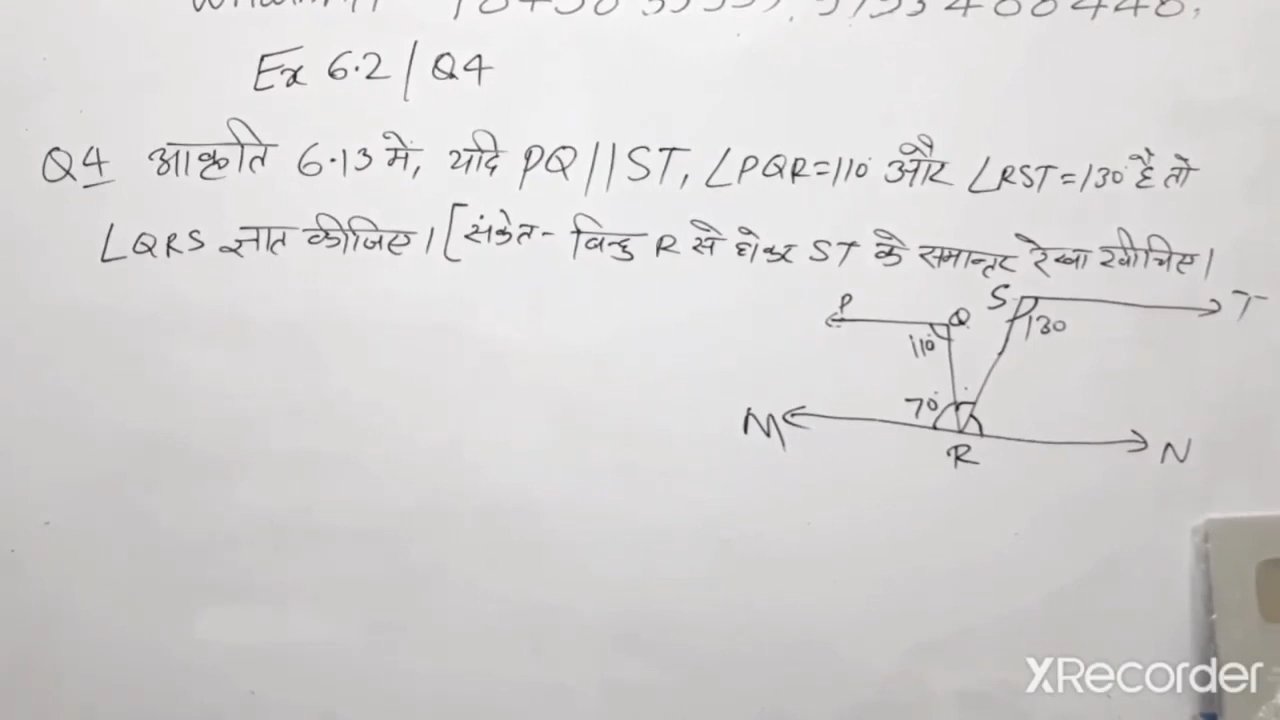 Ex 6.2 / Q4
Q4 आकृति 6.13 में, यदि PQ || ST, ∠PQR = 110° और ∠RST = 130° है तो
∠QRS ज्ञात कीजिए। [संकेत - बिन्दु R से होकर ST के समान्तर रेखा खीचिए।
P Q S T
110° 130
70°
M R N
XRecorder